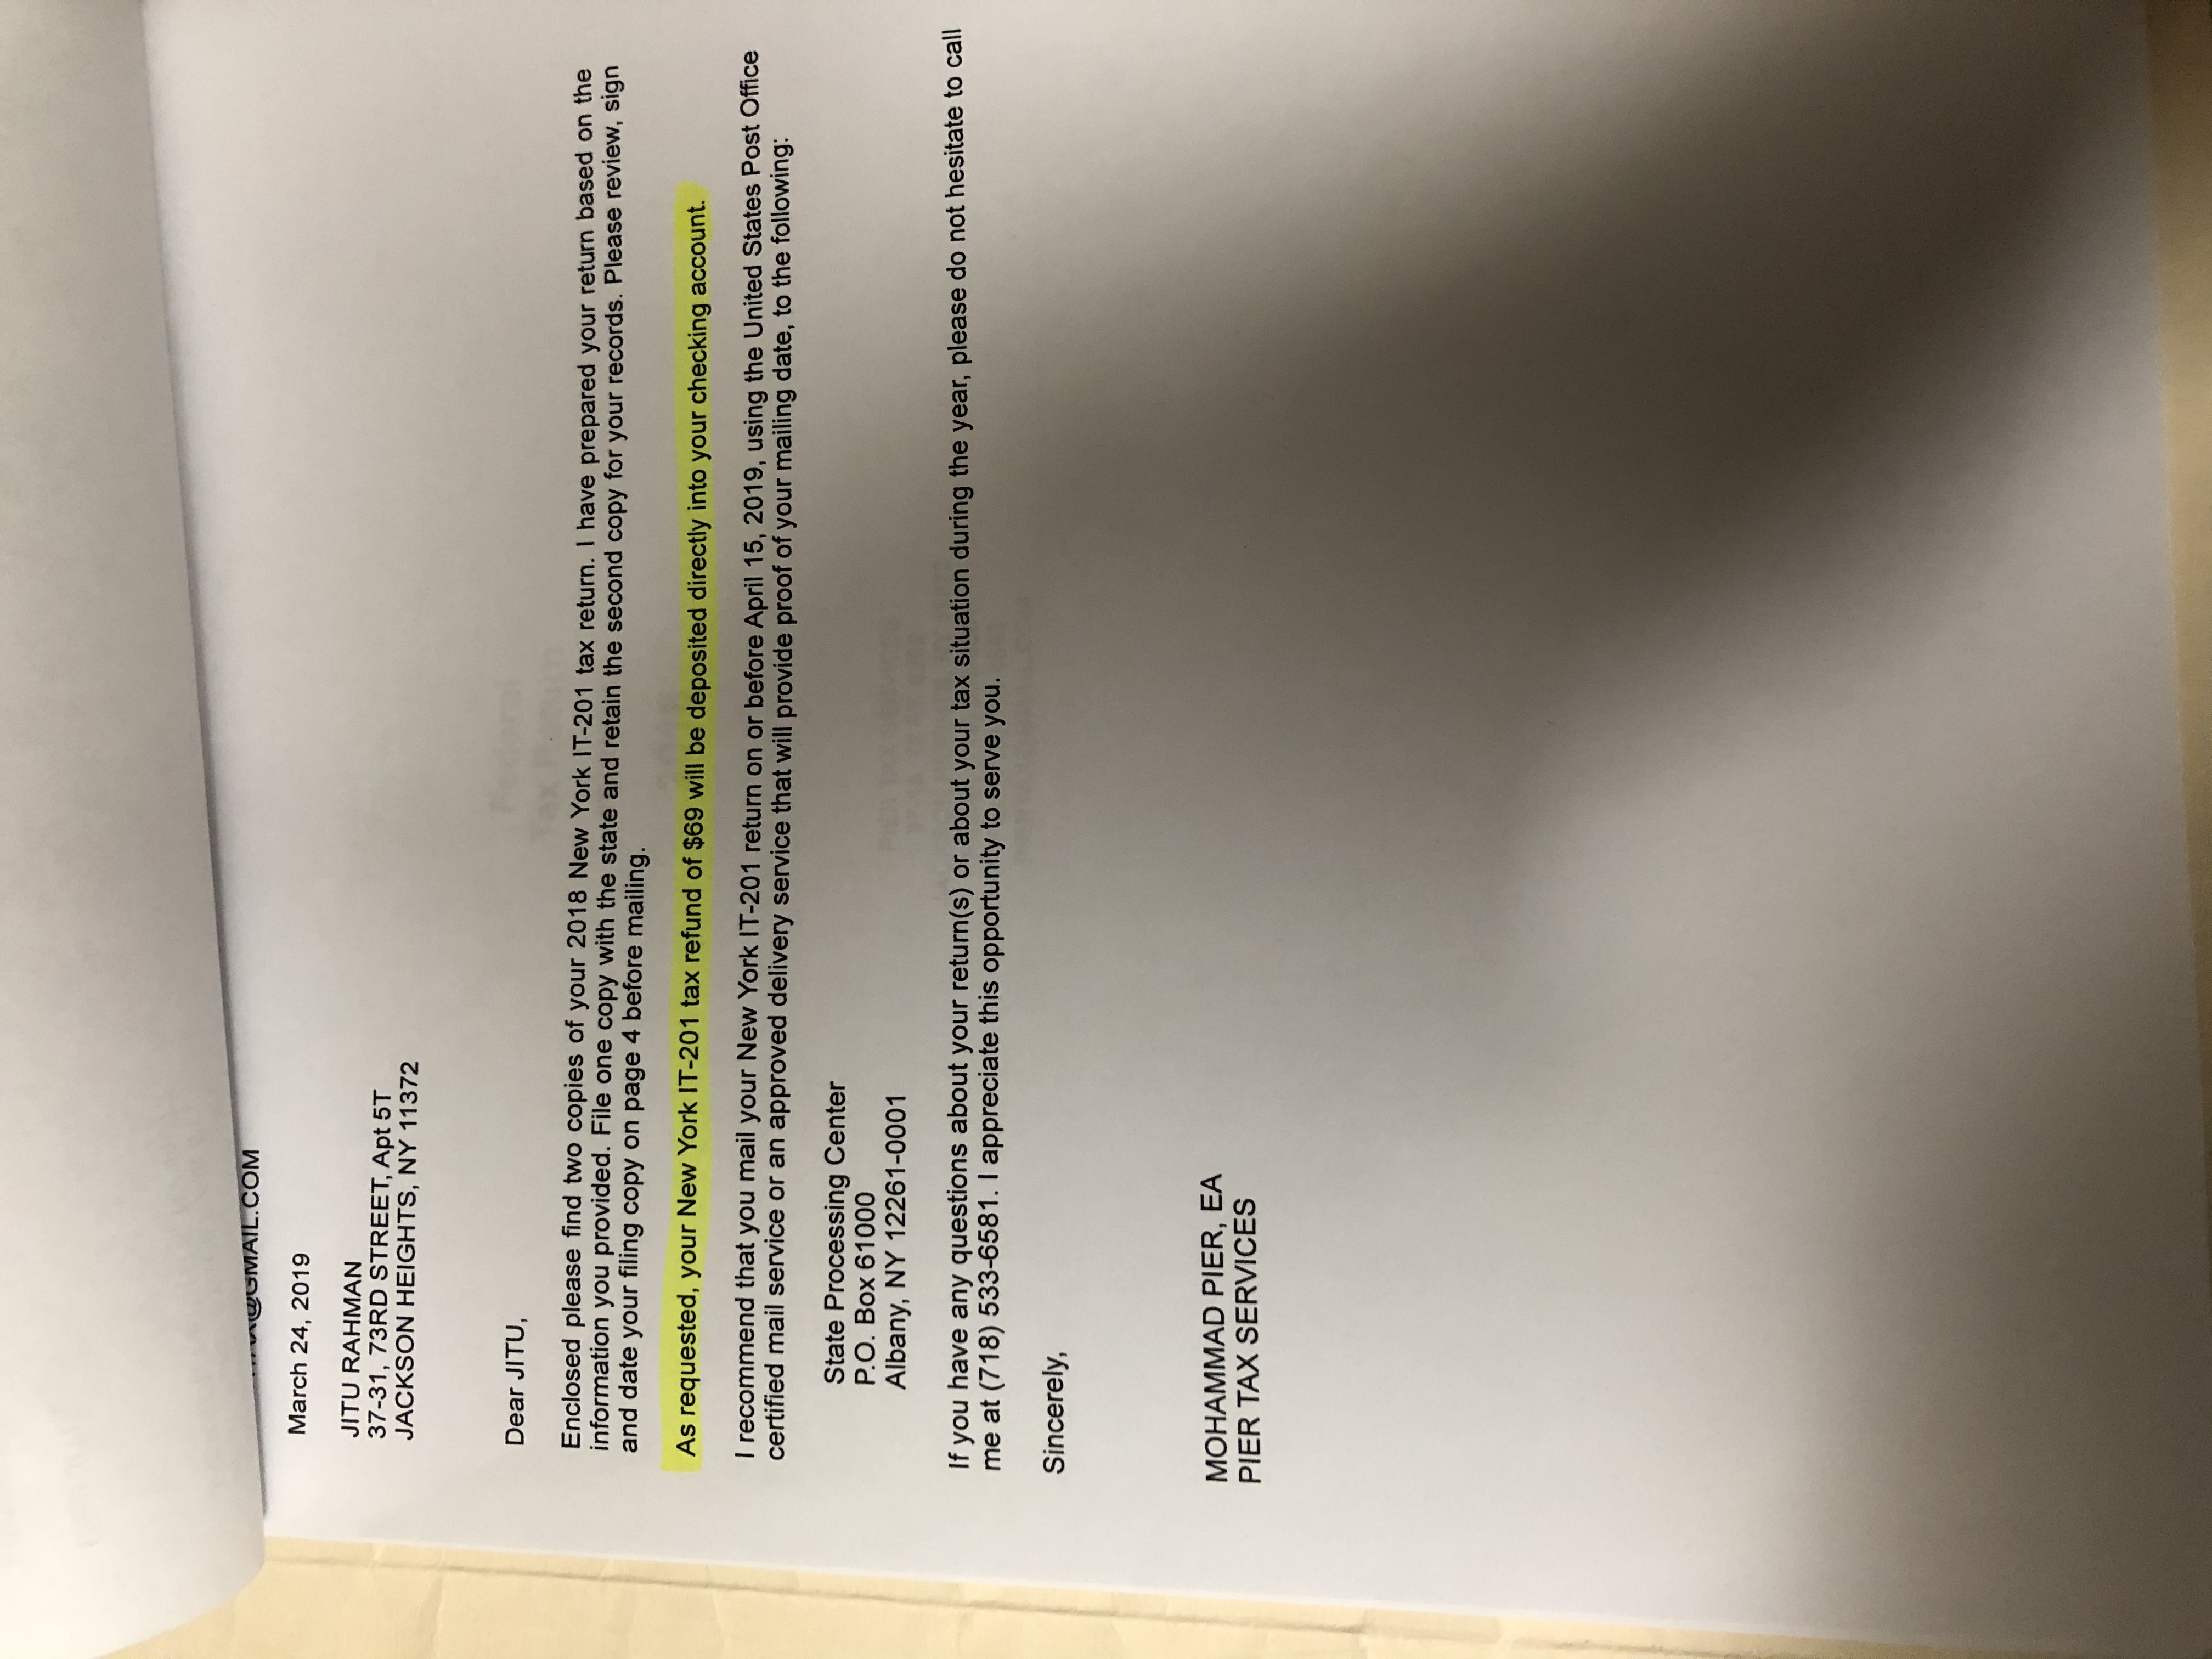 @GMAIL.COM
March 24, 2019
JITU RAHMAN
37-31, 73RD STREET, Apt 5T
JACKSON HEIGHTS, NY 11372
Dear JITU,
Federal
Tax Return
2018
Enclosed please find two copies of your 2018 New York IT-201 tax return. I have prepared your return based on the
information you provided. File one copy with the state and retain the second copy for your records. Please review, sign
and date your filing copy on page 4 before mailing.
As requested, your New York IT-201 tax refund of $69 will be deposited directly into your checking account.
I recommend that you mail your New York IT-201 return on or before April 15, 2019, using the United States Post Office
certified mail service or an approved delivery service that will provide proof of your mailing date, to the following:
State Processing Center
P.O. Box 61000
Albany, NY 12261-0001
PIER TAX SERVICES
If you have any questions about your return(s) or about your tax situation during the year, please do not hesitate to call
me at (718) 533-6581. I appreciate this opportunity to serve you.
Sincerely,
MOHAMMAD PIER, EA
PIER TAX SERVICES